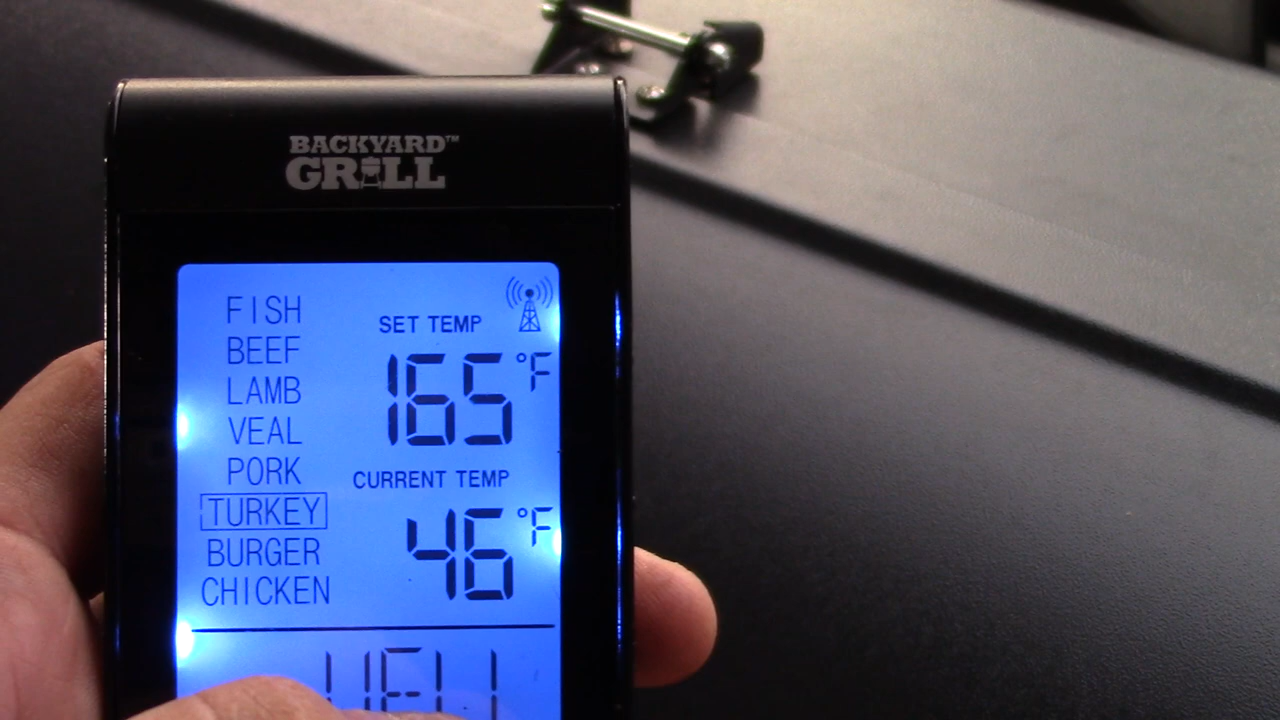 BACKYARD™
GRILL
FISH
BEEF
LAMB
VEAL
PORK
TURKEY
BURGER
CHICKEN
SET TEMP
165°F
CURRENT TEMP
46°F